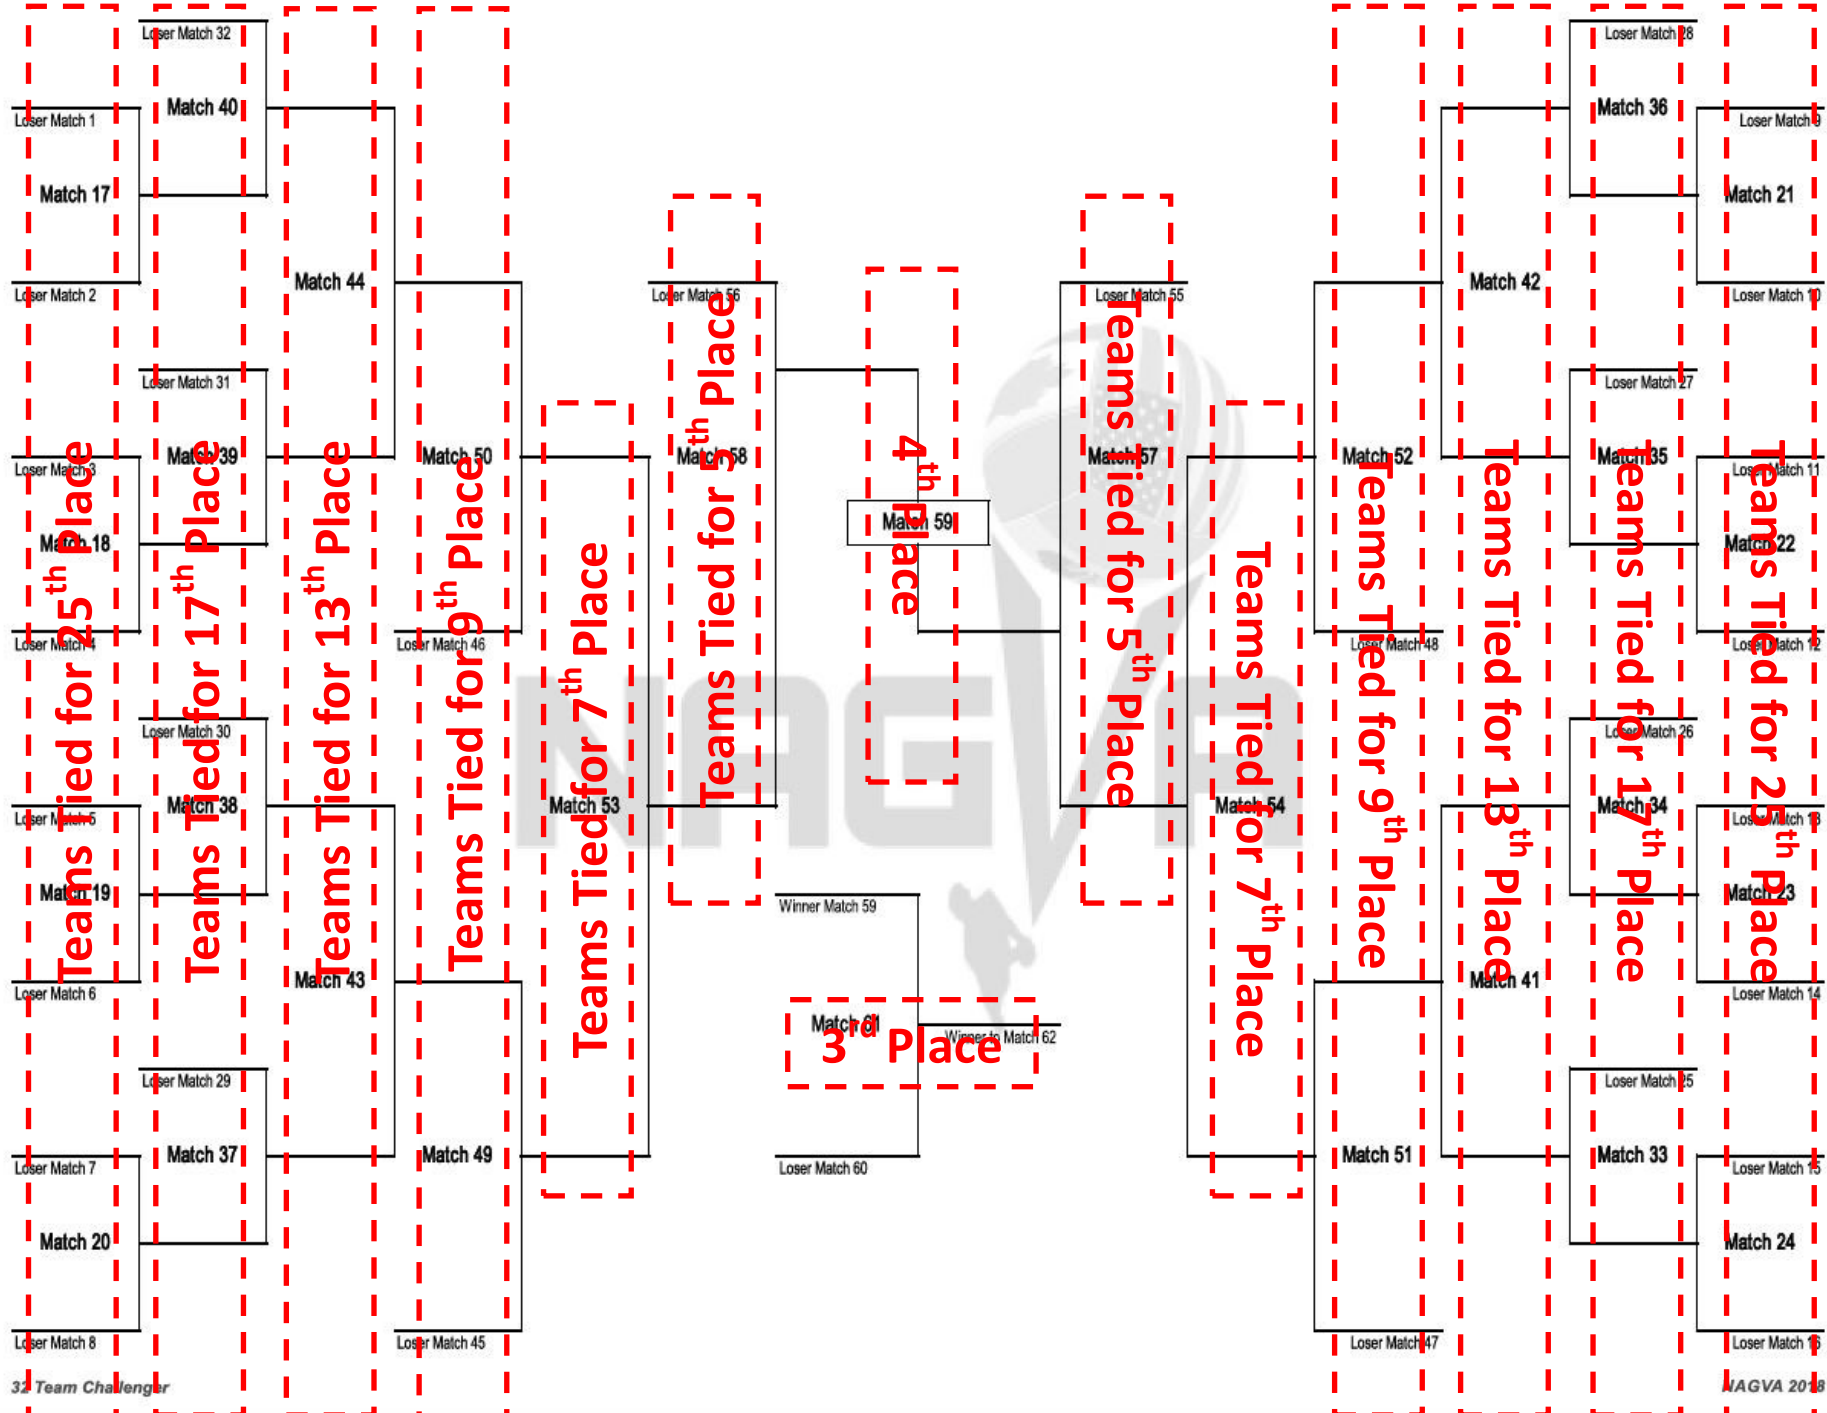 Loser Match 32
Match 40
Loser Match 1
Match 17
Loser Match 2
Match 44
Loser Match 31
Match 39
Loser Match 3
Match 18
Loser Match 4
Match 50
Loser Match 46
Loser Match 30
Match 38
Loser Match 5
Match 19
Loser Match 6
Match 43
Loser Match 29
Match 37
Loser Match 7
Match 20
Loser Match 8
Match 49
Loser Match 45
Match 53
Loser Match 56
Match 58
Match 59
Winner Match 59
Match 61
Winner to Match 62
Loser Match 60
Loser Match 55
Match 57
Match 54
Match 52
Loser Match 48
Match 51
Loser Match 47
Match 42
Match 41
Loser Match 28
Match 36
Loser Match 9
Match 21
Loser Match 10
Loser Match 27
Match 35
Loser Match 11
Match 22
Loser Match 12
Loser Match 26
Match 34
Loser Match 13
Match 23
Loser Match 14
Loser Match 25
Match 33
Loser Match 15
Match 24
Loser Match 16
Teams Tied for 25th Place
Teams Tied for 17th Place
Teams Tied for 13th Place
Teams Tied for 9th Place
Teams Tied for 7th Place
Teams Tied for 5th Place
4th Place
3rd Place
Teams Tied for 5th Place
Teams Tied for 7th Place
Teams Tied for 9th Place
Teams Tied for 13th Place
Teams Tied for 17th Place
Teams Tied for 25th Place
NAGVA
32 Team Challenger
NAGVA 2018